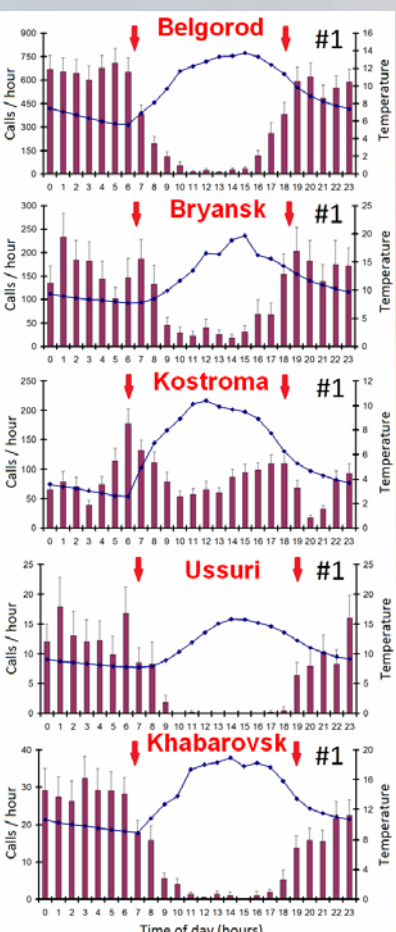 Belgorod #1
Calls / hour
Temperature
900 750 600 450 300 150 0
16 14 12 10 8 6 4 2 0
0 1 2 3 4 5 6 7 8 9 10 11 12 13 14 15 16 17 18 19 20 21 22 23
Bryansk #1
Calls / hour
Temperature
300 250 200 150 100 50 0
25 20 15 10 5 0
0 1 2 3 4 5 6 7 8 9 10 11 12 13 14 15 16 17 18 19 20 21 22 23
Kostroma #1
Calls / hour
Temperature
250 200 150 100 50 0
12 10 8 6 4 2 0
0 1 2 3 4 5 6 7 8 9 10 11 12 13 14 15 16 17 18 19 20 21 22 23
Ussuri #1
Calls / hour
Temperature
25 20 15 10 5 0
25 20 15 10 5 0
0 1 2 3 4 5 6 7 8 9 10 11 12 13 14 15 16 17 18 19 20 21 22 23
Khabarovsk #1
Calls / hour
Temperature
40 30 20 10 0
20 16 12 8 4 0
0 1 2 3 4 5 6 7 8 9 10 11 12 13 14 15 16 17 18 19 20 21 22 23
Time of day (hours)